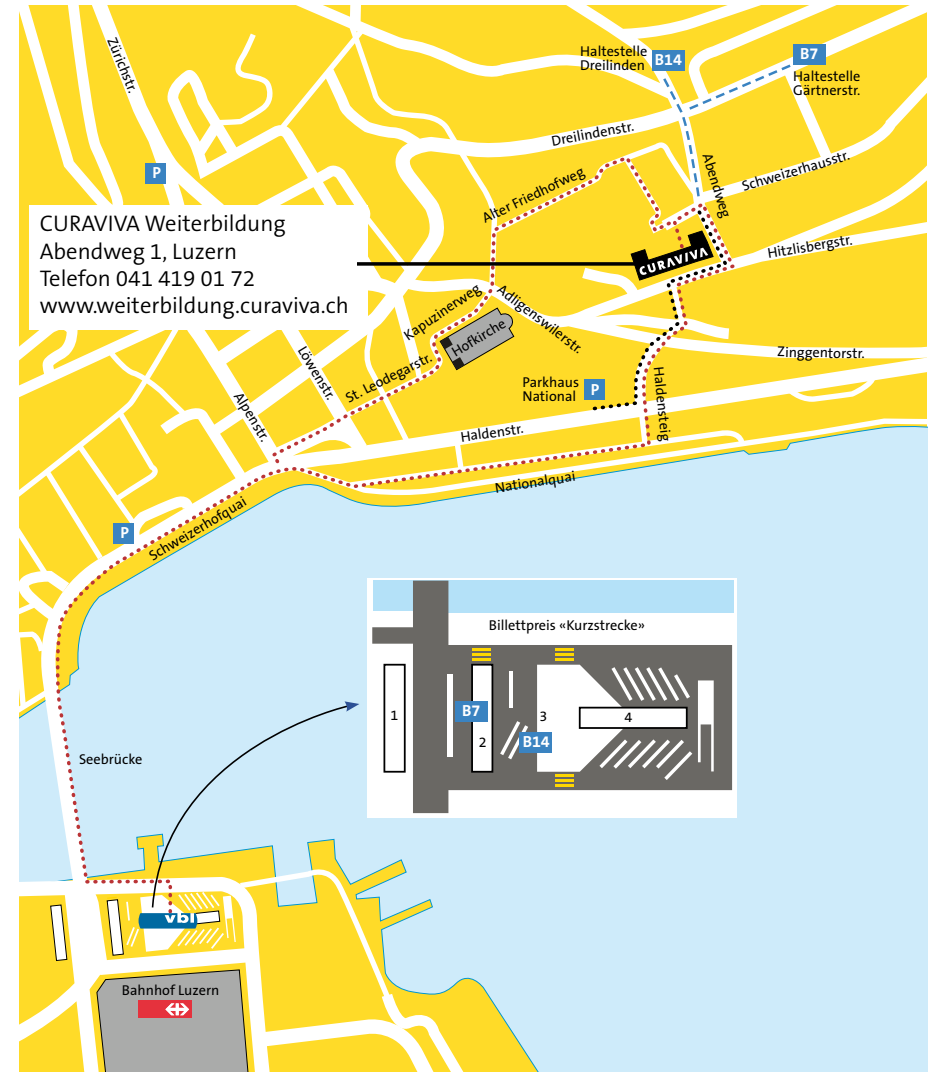 Zürichstr.
Haltestelle
Dreilinden
B14
B7
Haltestelle
Gärtnerstr.
Dreilindenstr.
P
Alter Friedhofweg
Abendweg
Schweizerhausstr.
CURAVIVA Weiterbildung
Abendweg 1, Luzern
Telefon 041 419 01 72
www.weiterbildung.curaviva.ch
CURAVIVA
Hitzlisbergstr.
Kapuzinerweg
Adligenswilerstr.
Hofkirche
Löwenstr.
St. Leodegarstr.
Zinggentorstr.
Parkhaus
National
P
Alpenstr.
Haldenstr.
Haldensteig
Nationalquai
P
Schweizerhofquai
Billettpreis «Kurzstrecke»
1
B7
2
3
B14
4
Seebrücke
vbl
Bahnhof Luzern